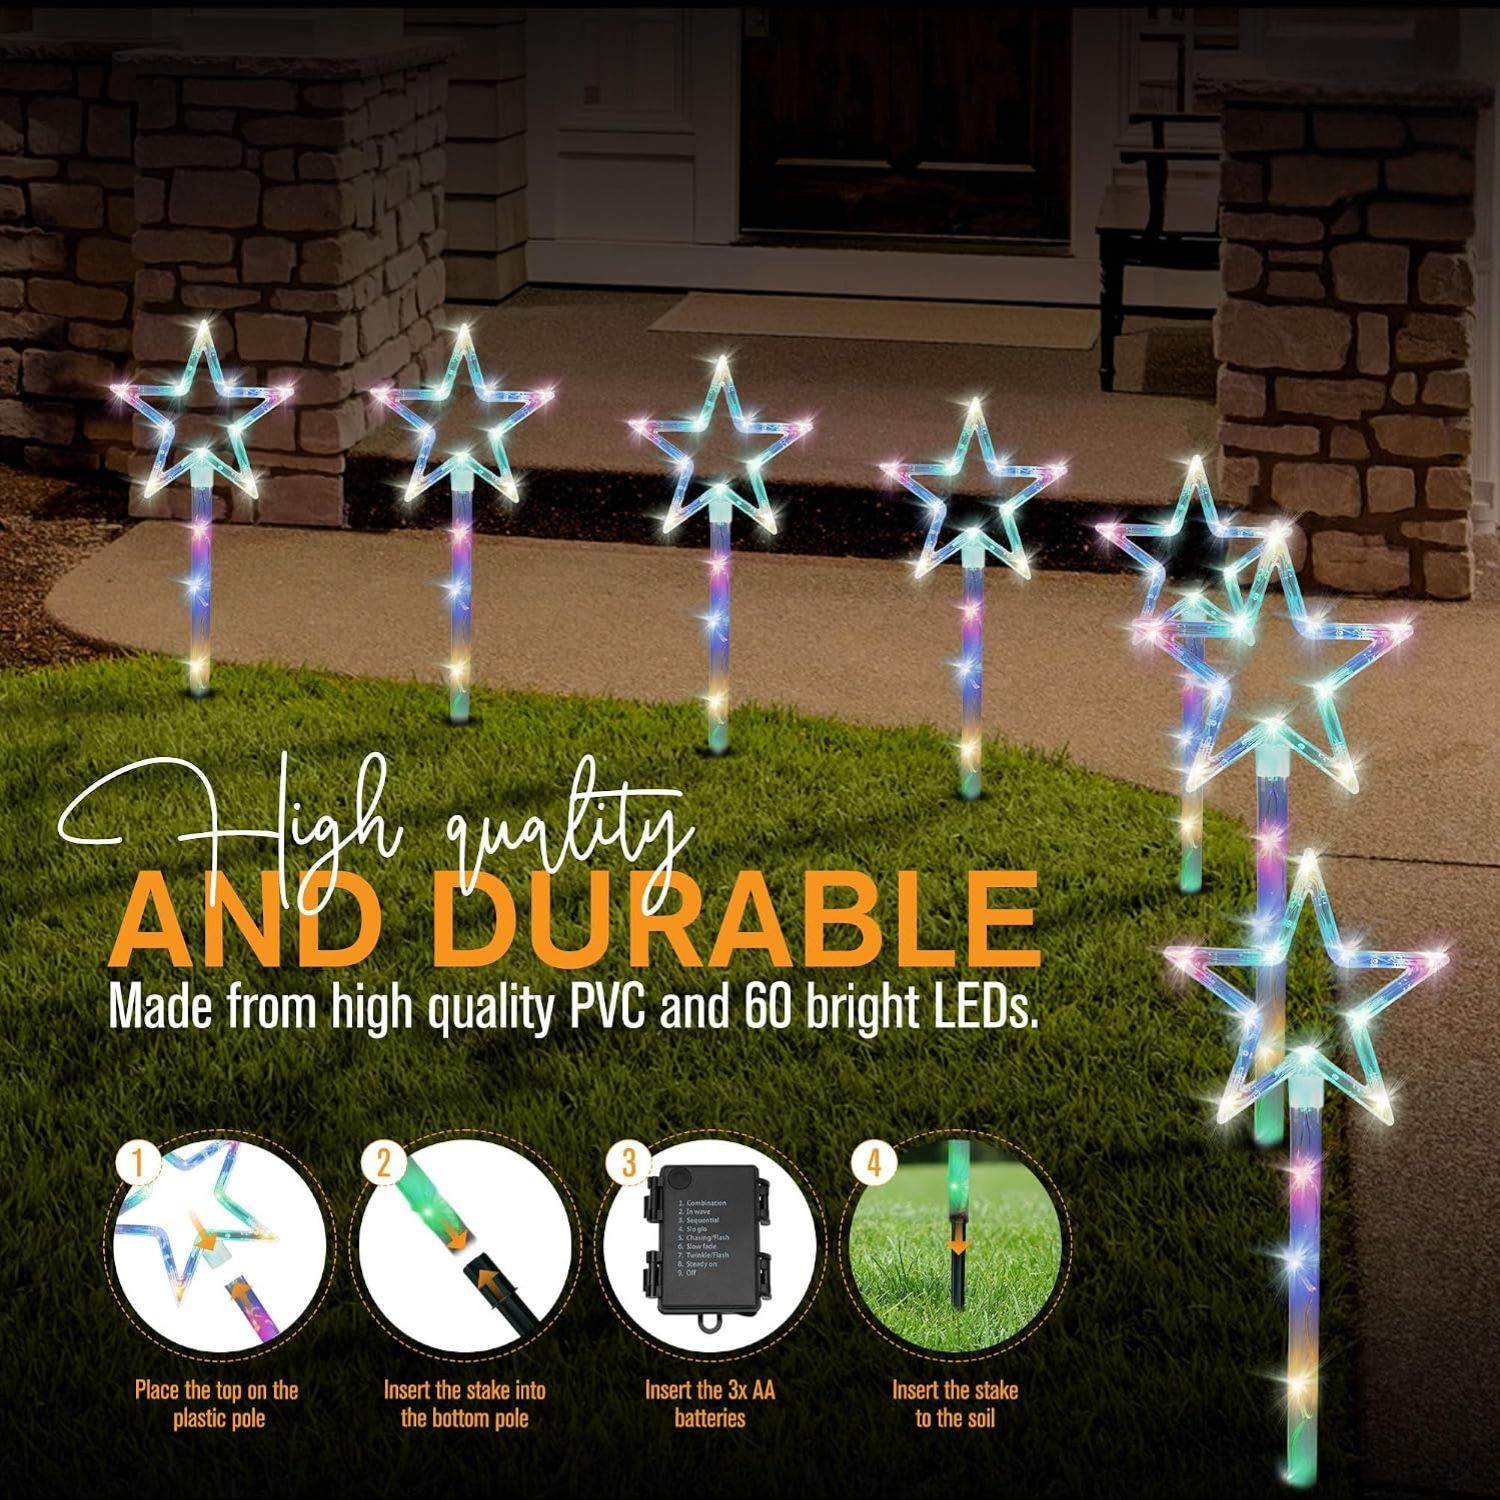 High quality
AND DURABLE
Made from high quality PVC and 60 bright LEDs.
1
Place the top on the
plastic pole
2
Insert the stake into
the bottom pole
3
1. Combination
2. In wave
3. Sequential
4. Slo glo
5. Chasing/Flash
6. Slow fade
7. Twinkle/Flash
8. Steady on
9. Off
Insert the 3x AA
batteries
4
Insert the stake
to the soil